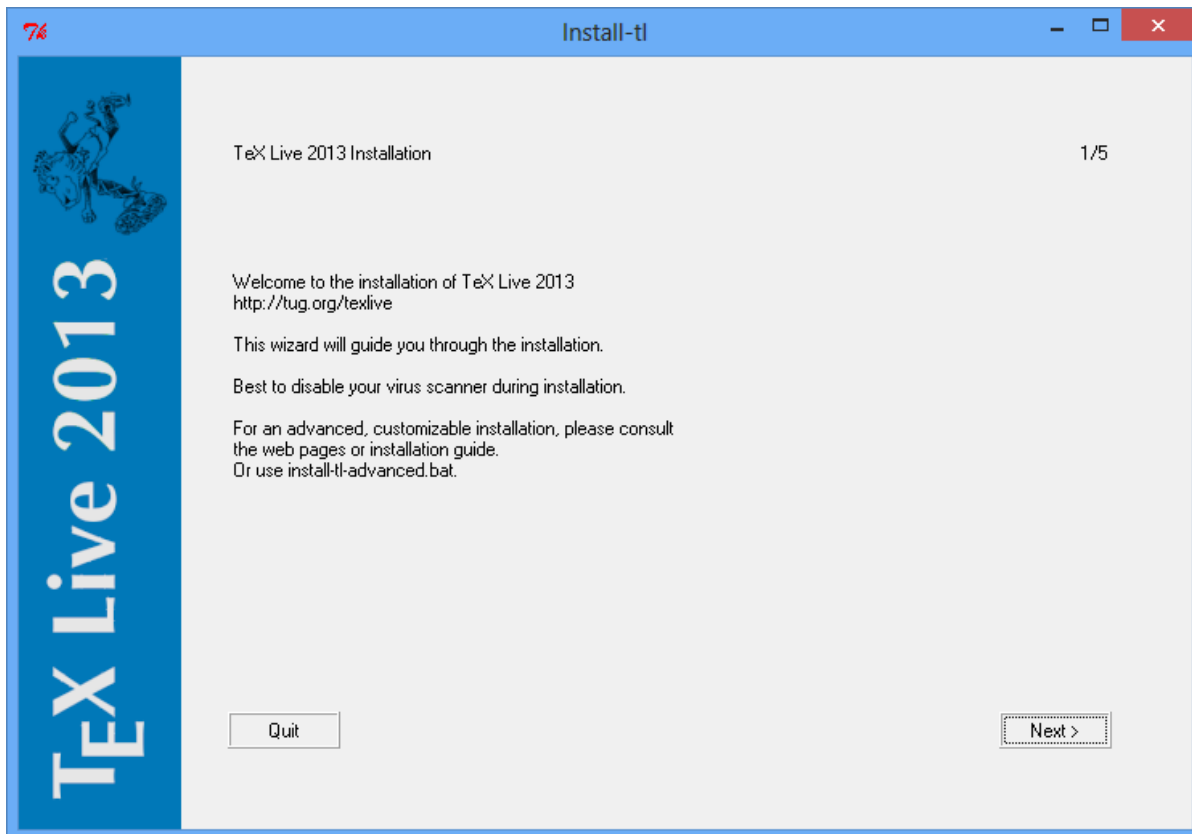 Install-tl
TeX Live 2013
TeX Live 2013 Installation
1/5
Welcome to the installation of TeX Live 2013
http://tug.org/texlive
This wizard will guide you through the installation.
Best to disable your virus scanner during installation.
For an advanced, customizable installation, please consult
the web pages or installation guide.
Or use install-tl-advanced.bat.
Quit
Next >